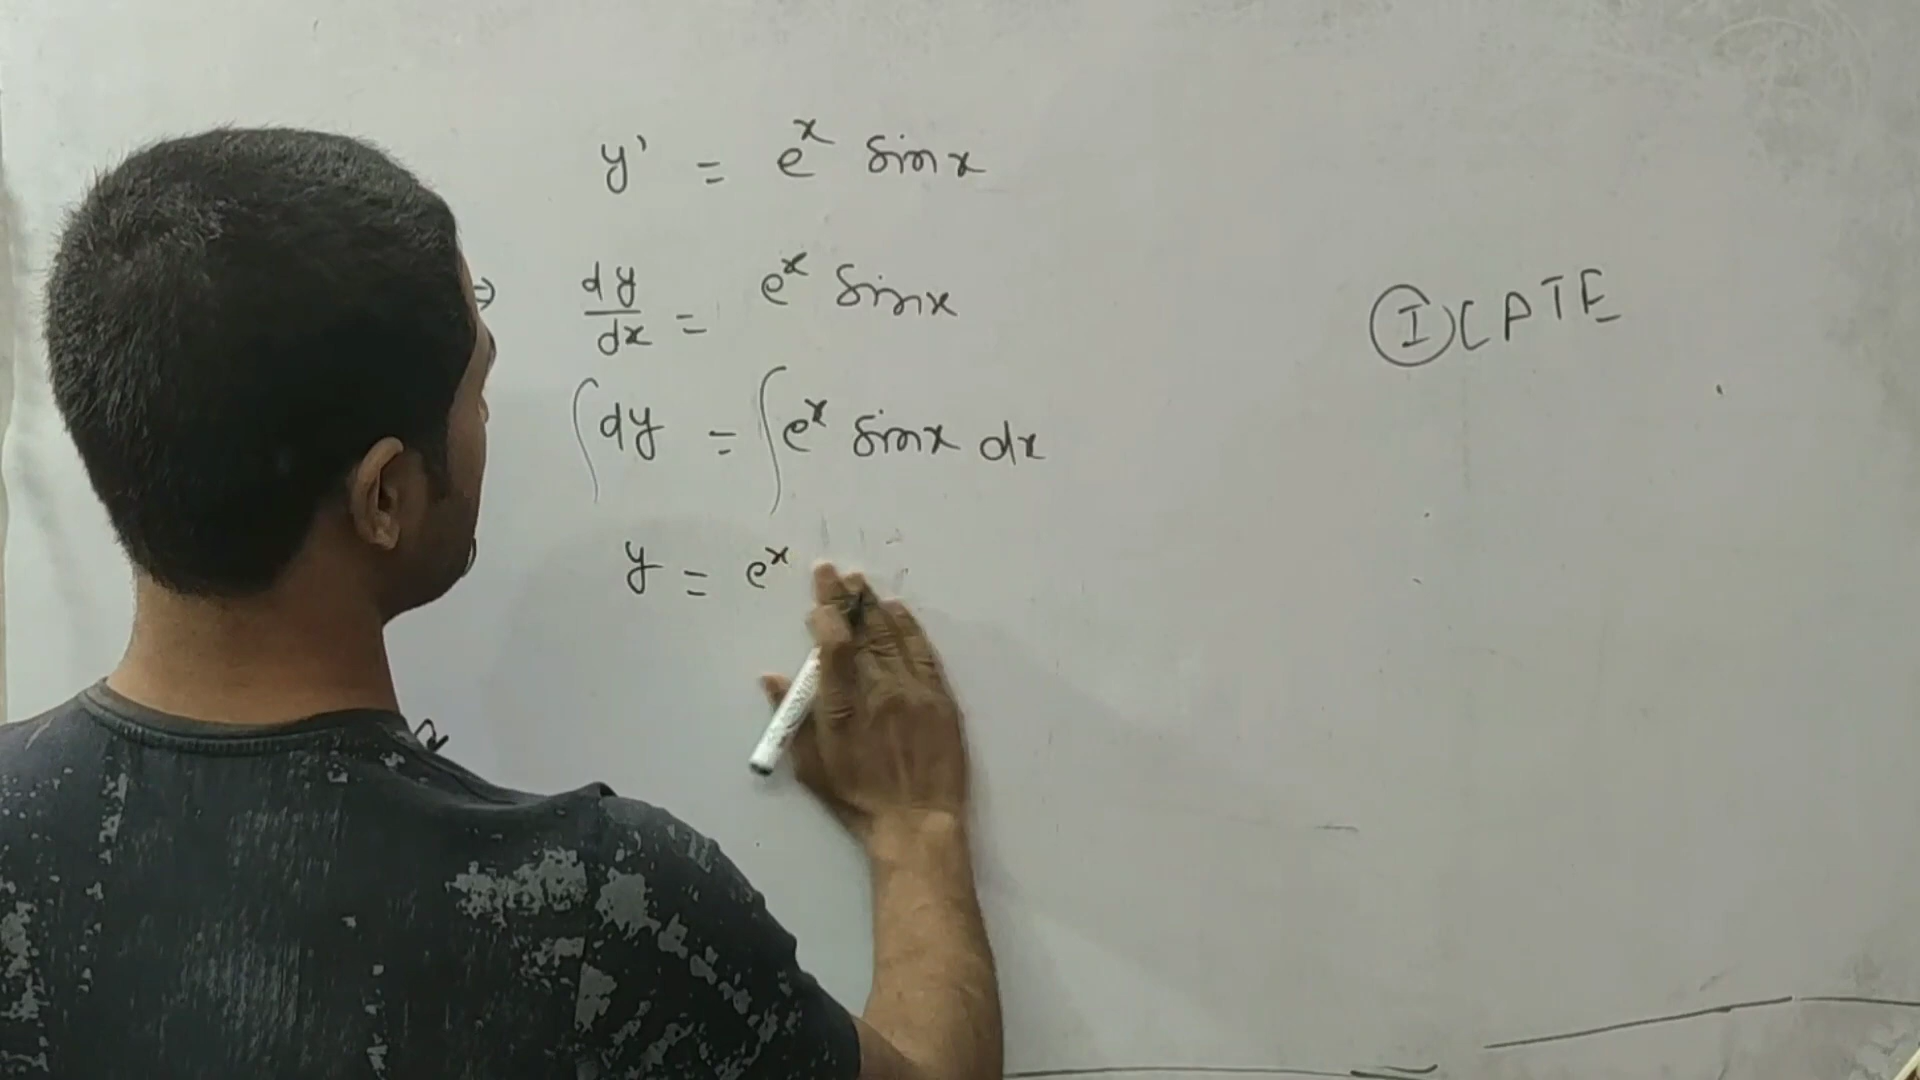 y' = e^x sinx
⇒ dy/dx = e^x sinx
∫dy = ∫e^x sinx dx
y = e^x
ILATE